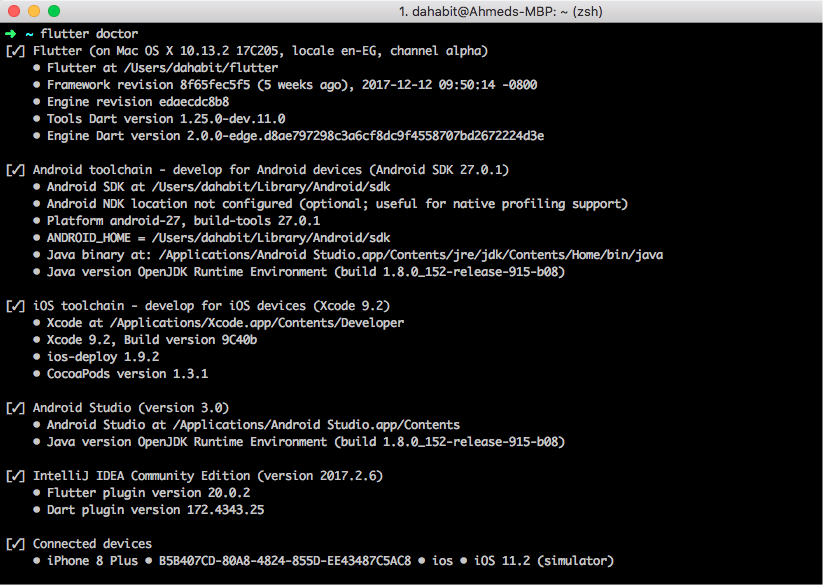 1. dahabit@Ahmeds-MBP: ~ (zsh)
➜ ~ flutter doctor
[✓] Flutter (on Mac OS X 10.13.2 17C205, locale en-EG, channel alpha)
• Flutter at /Users/dahabit/flutter
• Framework revision 8f65fec5f5 (5 weeks ago), 2017-12-12 09:50:14 -0800
• Engine revision edaecdc8b8
• Tools Dart version 1.25.0-dev.11.0
• Engine Dart version 2.0.0-edge.d8ae797298c3a6cf8dc9f4558707bd2672224d3e
[✓] Android toolchain - develop for Android devices (Android SDK 27.0.1)
• Android SDK at /Users/dahabit/Library/Android/sdk
• Android NDK location not configured (optional; useful for native profiling support)
• Platform android-27, build-tools 27.0.1
• ANDROID_HOME = /Users/dahabit/Library/Android/sdk
• Java binary at: /Applications/Android Studio.app/Contents/jre/jdk/Contents/Home/bin/java
• Java version OpenJDK Runtime Environment (build 1.8.0_152-release-915-b08)
[✓] iOS toolchain - develop for iOS devices (Xcode 9.2)
• Xcode at /Applications/Xcode.app/Contents/Developer
• Xcode 9.2, Build version 9C40b
• ios-deploy 1.9.2
• CocoaPods version 1.3.1
[✓] Android Studio (version 3.0)
• Android Studio at /Applications/Android Studio.app/Contents
• Java version OpenJDK Runtime Environment (build 1.8.0_152-release-915-b08)
[✓] IntelliJ IDEA Community Edition (version 2017.2.6)
• Flutter plugin version 20.0.2
• Dart plugin version 172.4343.25
[✓] Connected devices
• iPhone 8 Plus • B5B407CD-80A8-4824-855D-EE43487C5AC8 • ios • iOS 11.2 (simulator)